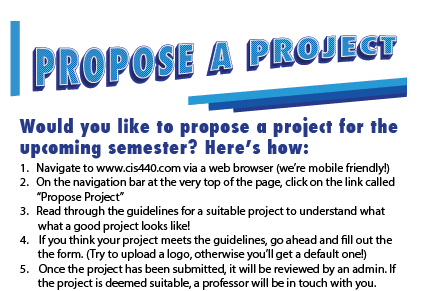 PROPOSE A PROJECT
Would you like to propose a project for the
upcoming semester? Here's how:
1. Navigate to www.cis440.com via a web browser (we're mobile friendly!)
2. On the navigation bar at the very top of the page, click on the link called
"Propose Project"
3. Read through the guidelines for a suitable project to understand what
what a good project looks like!
4. If you think your project meets the guidelines, go ahead and fill out the
the form. (Try to upload a logo, otherwise you'll get a default one!)
5. Once the project has been submitted, it will be reviewed by an admin. If
the project is deemed suitable, a professor will be in touch with you.